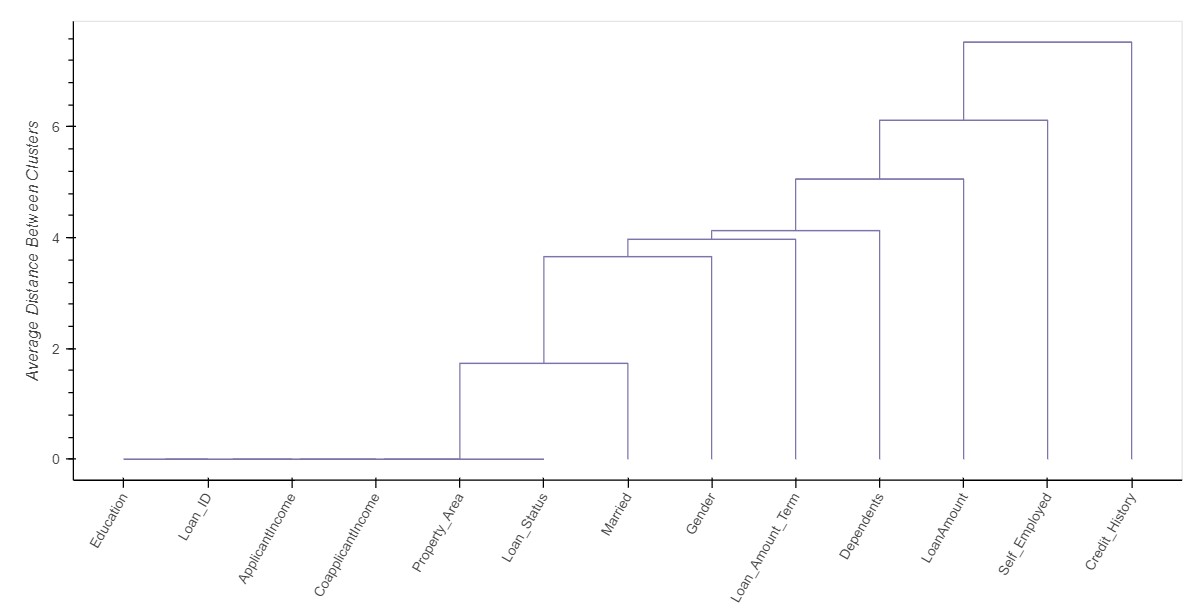 Average Distance Between Clusters
6
4
2
0
Education
Loan_ID
ApplicantIncome
CoapplicantIncome
Property_Area
Loan_Status
Married
Gender
Loan_Amount_Term
Dependents
LoanAmount
Self_Employed
Credit_History